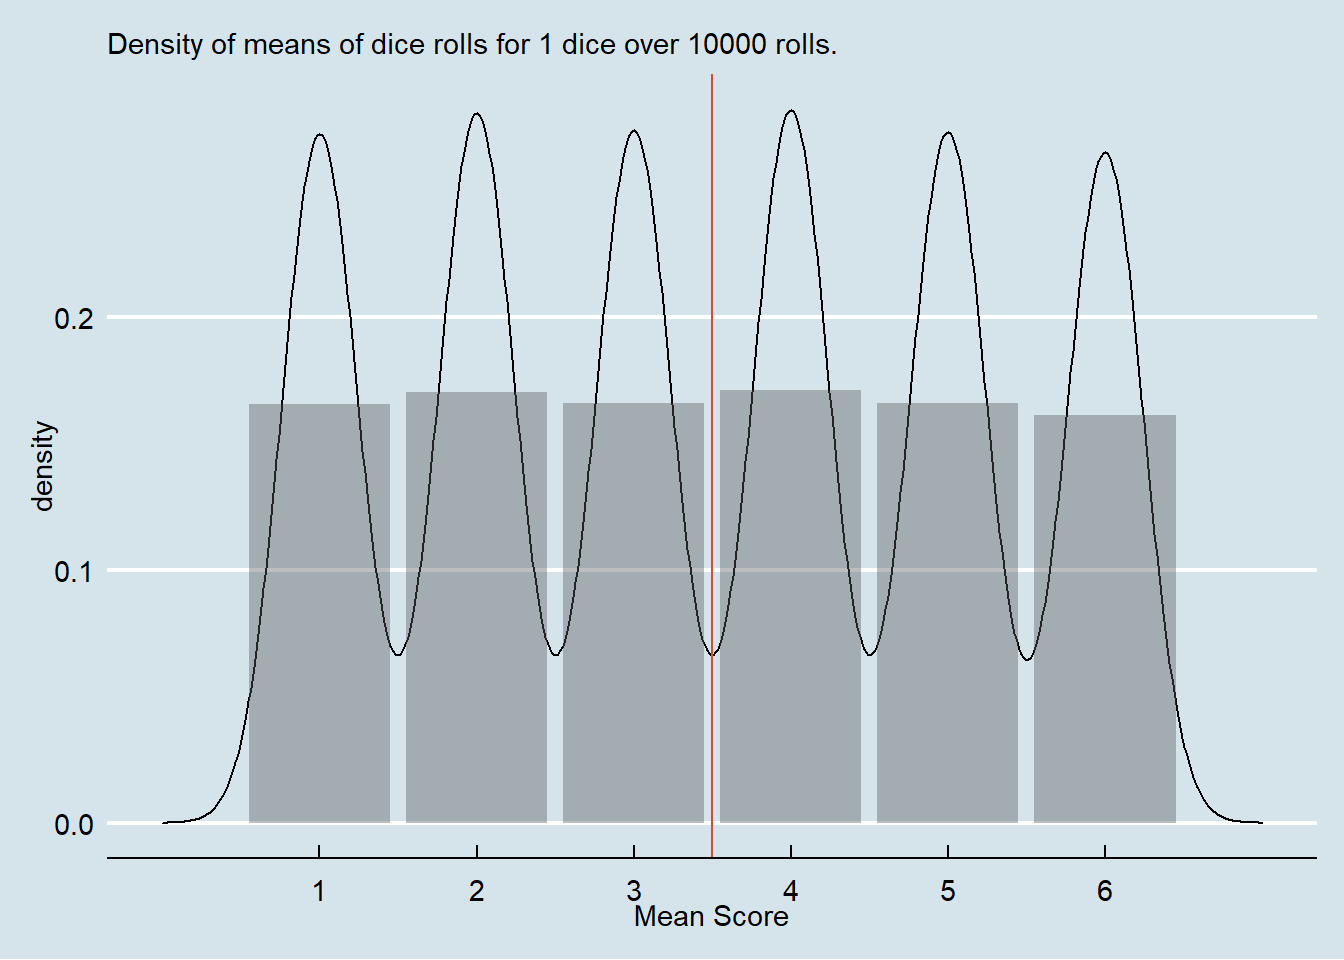 Density of means of dice rolls for 1 dice over 10000 rolls.
density
0.2
0.1
0.0
1 2 3 4 5 6
Mean Score